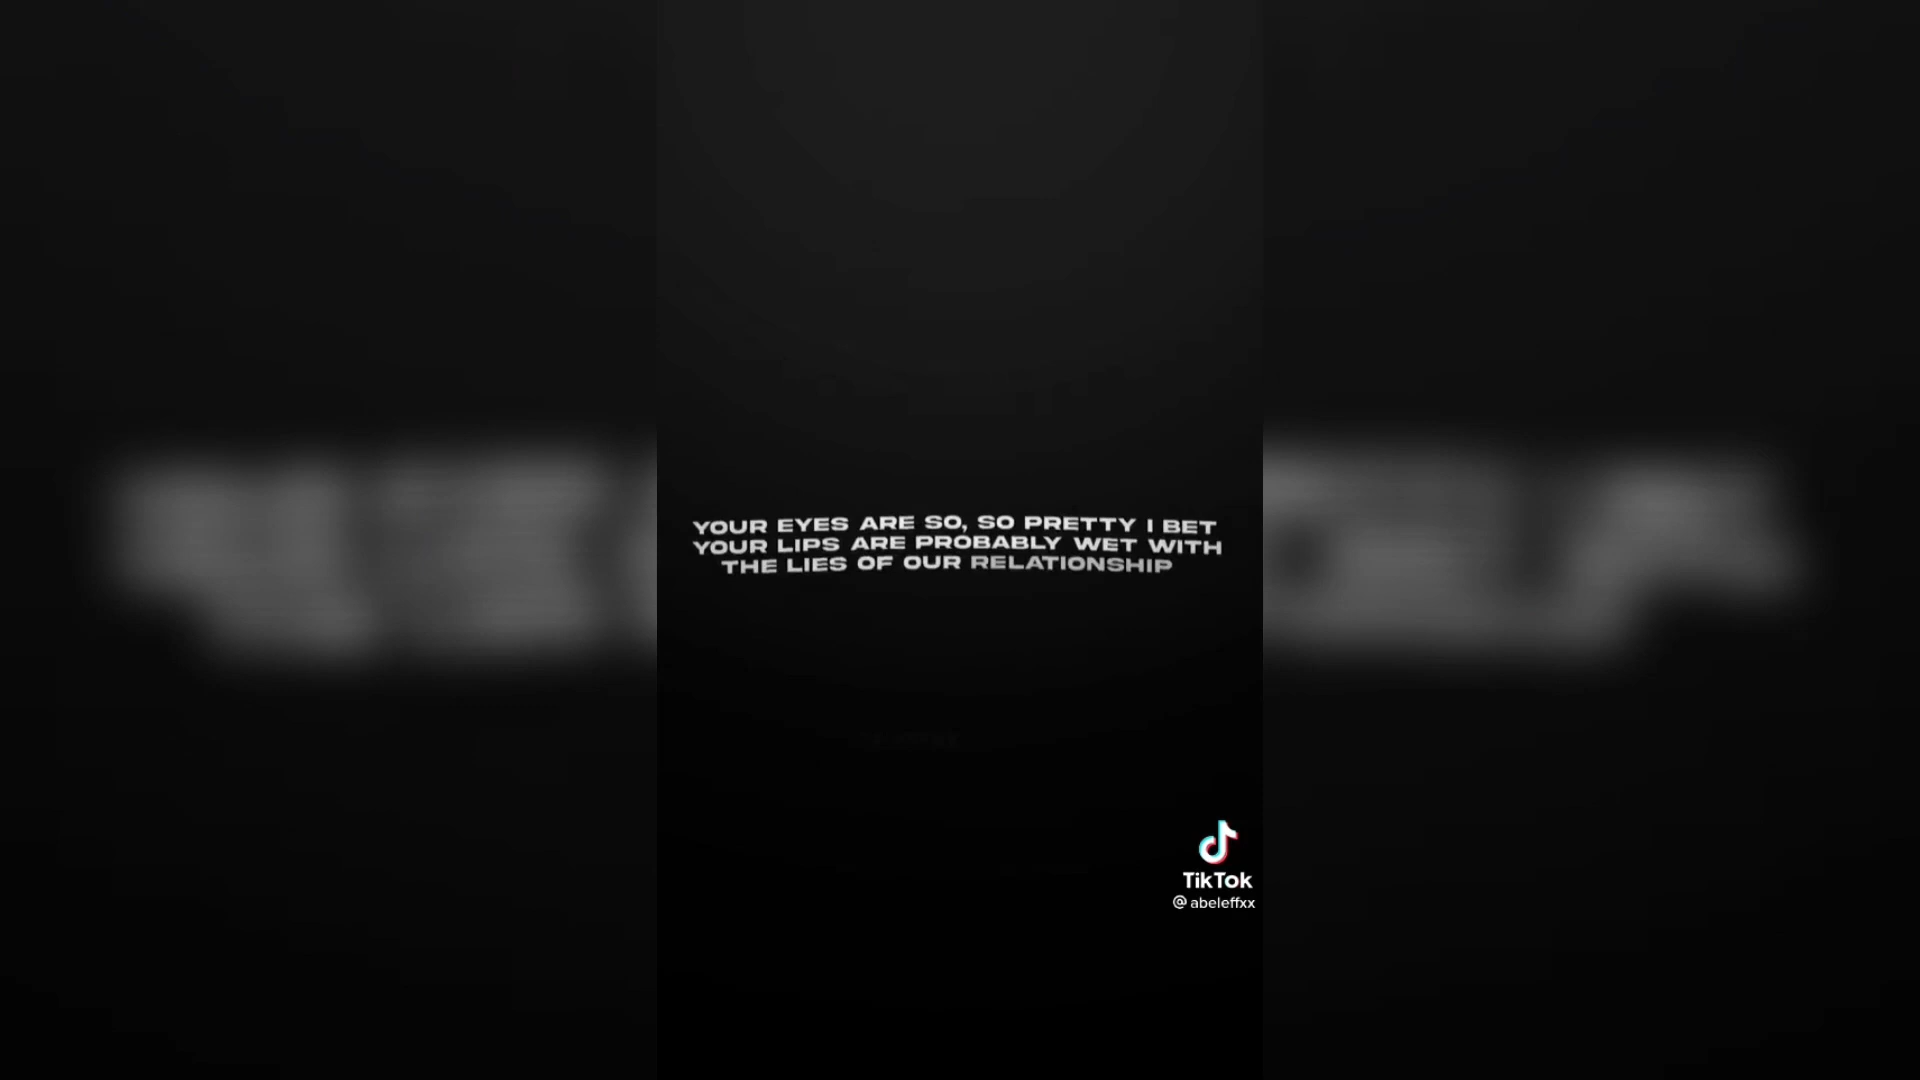 YOUR EYES ARE SO, SO PRETTY I BET
YOUR LIPS ARE PROBABLY WET WITH
THE LIES OF OUR RELATIONSHIP
TikTok
@abeleffxx